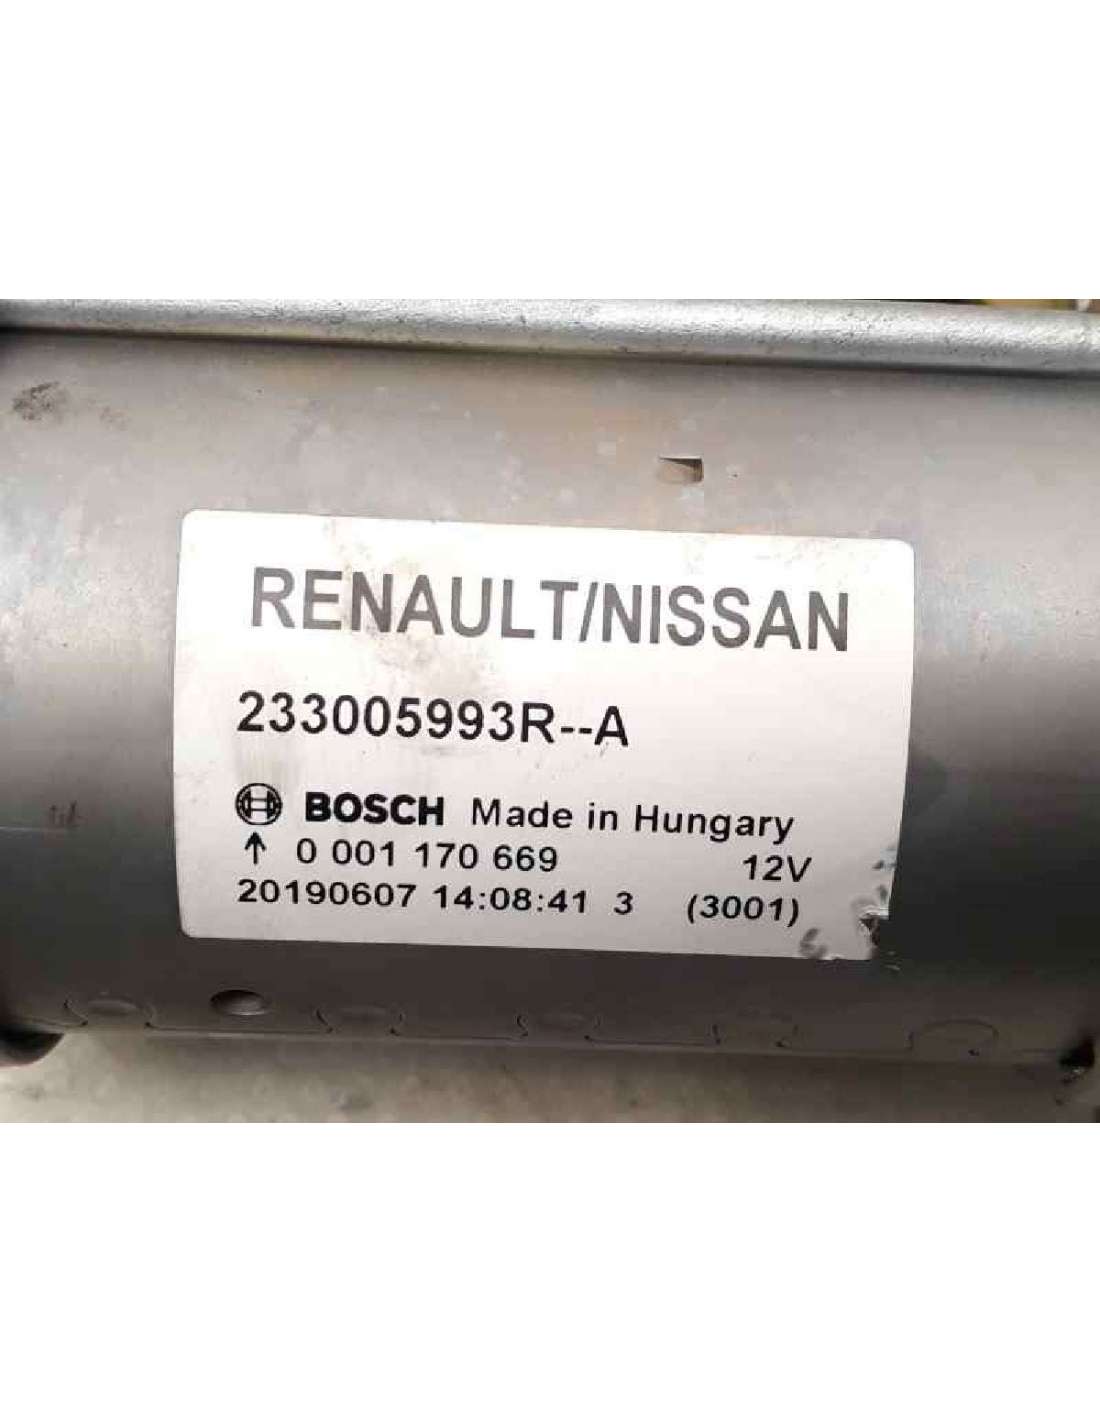 RENAULT/NISSAN
233005993R--A
BOSCH Made in Hungary
↑ 0 001 170 669 12V
20190607 14:08:41 3 (3001)